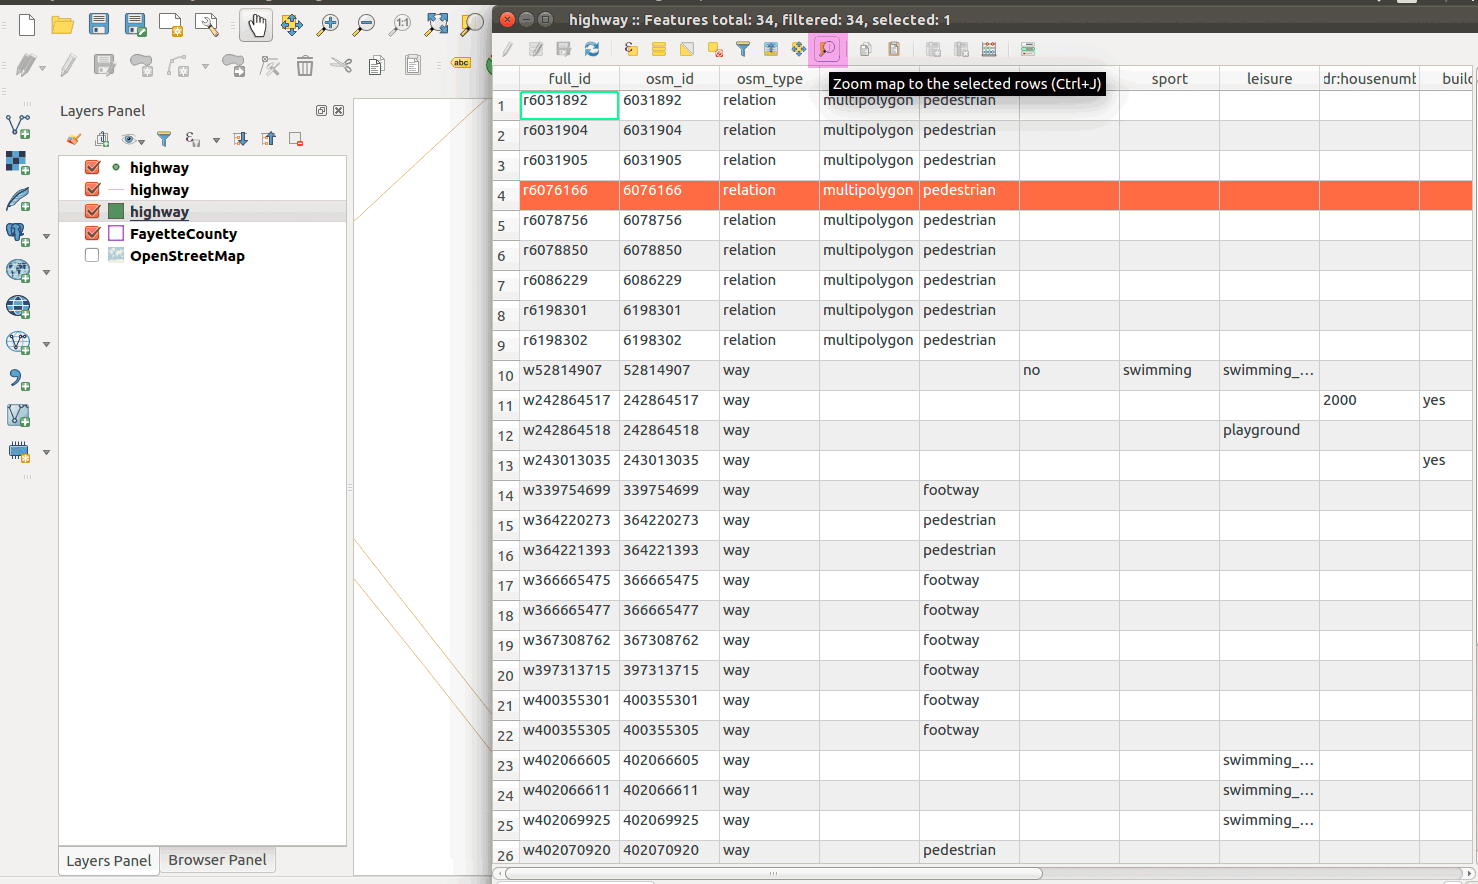 highway :: Features total: 34, filtered: 34, selected: 1
abc
Zoom map to the selected rows (Ctrl+J)
full_id osm_id osm_type sport leisure dr:housenumb build
Layers Panel
highway
highway
highway
FayetteCounty
OpenStreetMap
1 r6031892 6031892 relation multipolygon pedestrian
2 r6031904 6031904 relation multipolygon pedestrian
3 r6031905 6031905 relation multipolygon pedestrian
4 r6076166 6076166 relation multipolygon pedestrian
5 r6078756 6078756 relation multipolygon pedestrian
6 r6078850 6078850 relation multipolygon pedestrian
7 r6086229 6086229 relation multipolygon pedestrian
8 r6198301 6198301 relation multipolygon pedestrian
9 r6198302 6198302 relation multipolygon pedestrian
10 w52814907 52814907 way no swimming swimming_...
11 w242864517 242864517 way 2000 yes
12 w242864518 242864518 way playground
13 w243013035 243013035 way yes
14 w339754699 339754699 way footway
15 w364220273 364220273 way pedestrian
16 w364221393 364221393 way pedestrian
17 w366665475 366665475 way footway
18 w366665477 366665477 way footway
19 w367308762 367308762 way footway
20 w397313715 397313715 way footway
21 w400355301 400355301 way footway
22 w400355305 400355305 way footway
23 w402066605 402066605 way swimming_...
24 w402066611 402066611 way swimming_...
25 w402069925 402069925 way swimming_...
26 w402070920 402070920 way pedestrian
Layers Panel Browser Panel